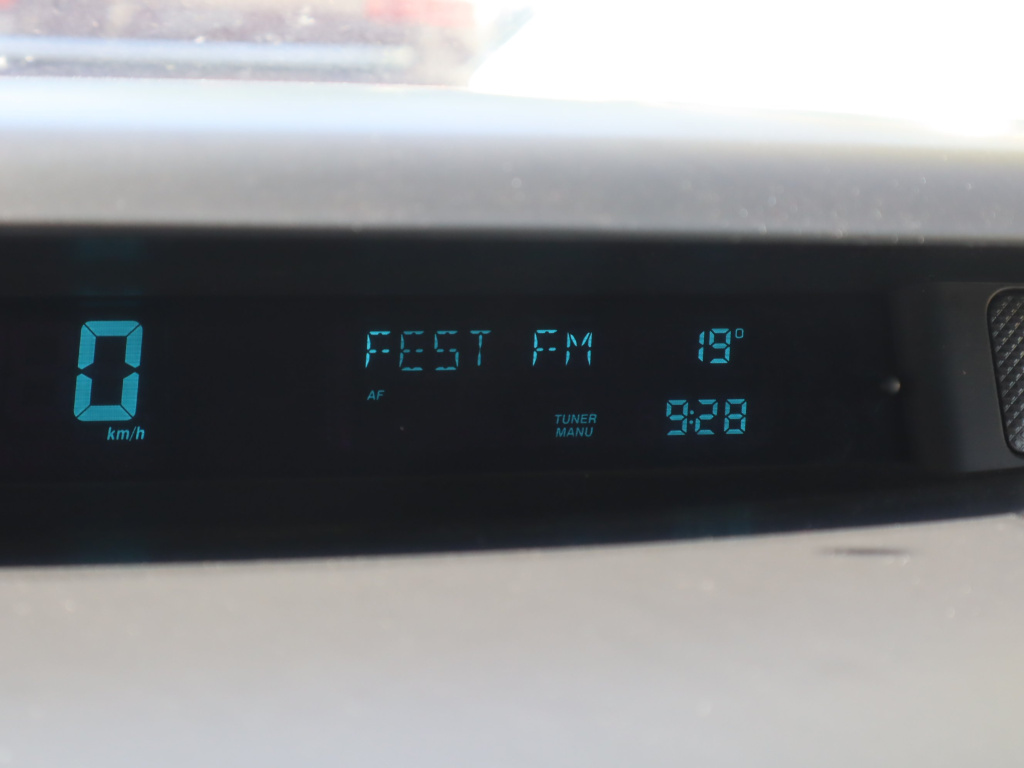 0
km/h
FEST FM
AF
TUNER
MANU
19°
9:28